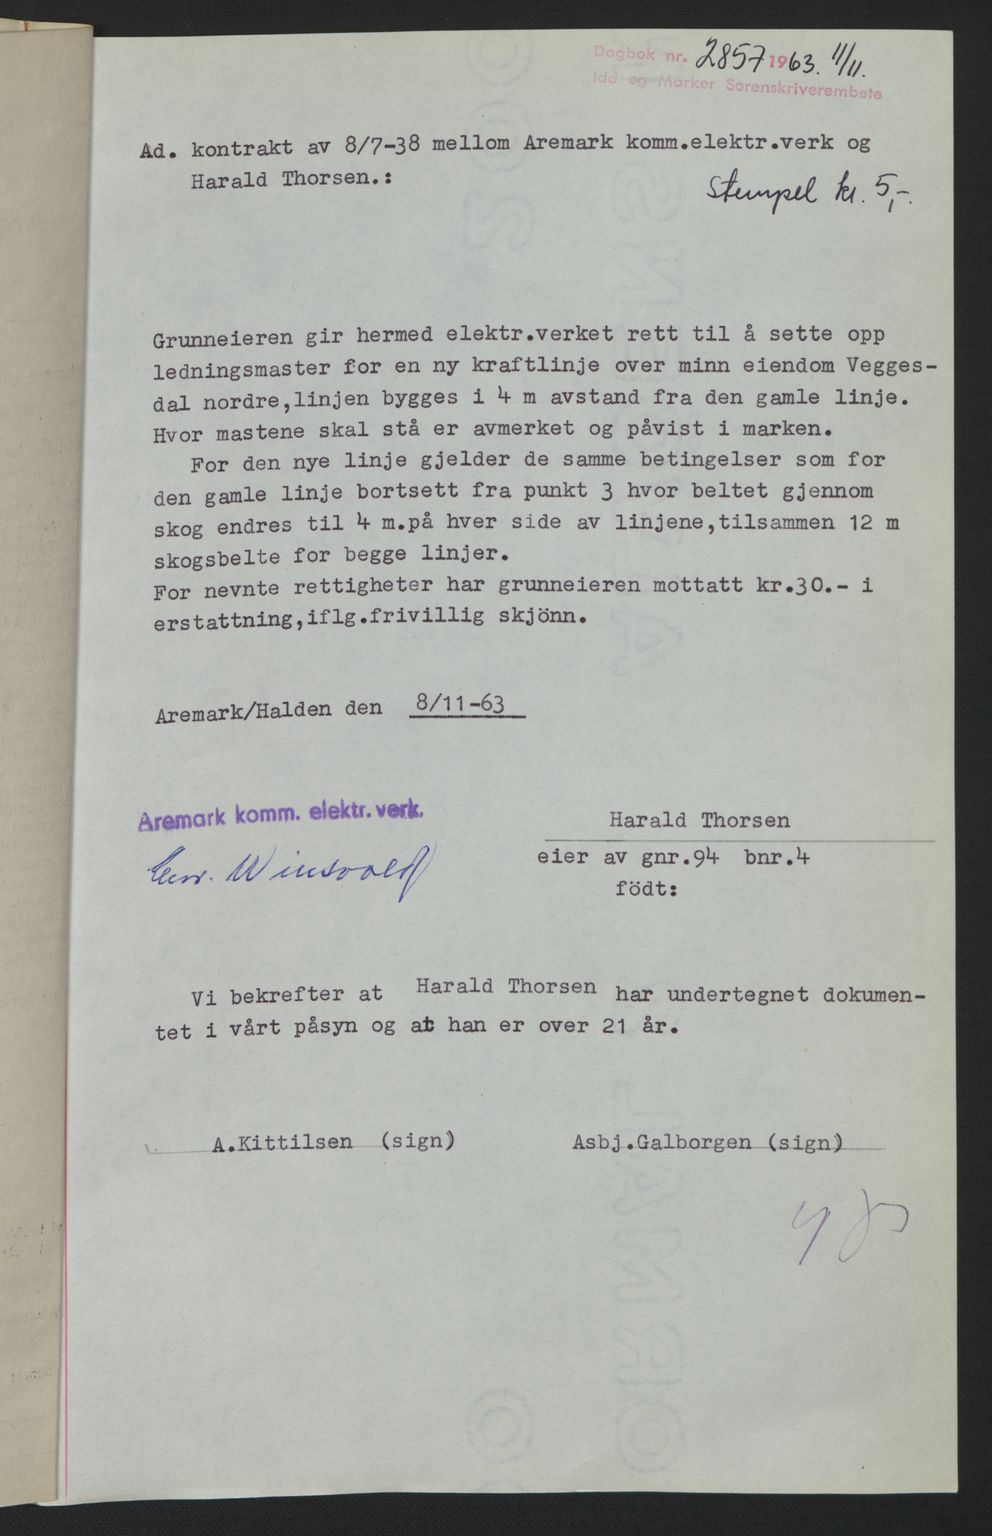 Dagbok nr. 2857 1963. 11/11.
Idd og Marker Sorenskriverembete
Ad. kontrakt av 8/7-38 mellom Aremark komm.elektr.verk og
Harald Thorsen.:
Stempel kr. 5,-.
Grunneieren gir hermed elektr.verket rett til å sette opp
ledningsmaster for en ny kraftlinje over minn eiendom Vegges-
dal nordre,linjen bygges i 4 m avstand fra den gamle linje.
Hvor mastene skal stå er avmerket og påvist i marken.
For den nye linje gjelder de samme betingelser som for
den gamle linje bortsett fra punkt 3 hvor beltet gjennom
skog endres til 4 m.på hver side av linjene,tilsammen 12 m
skogsbelte for begge linjer.
For nevnte rettigheter har grunneieren mottatt kr.30.- i
erstattning,iflg.frivillig skjönn.
Aremark/Halden den 8/11-63
Aremark komm. elektr. verk.
Harald Thorsen
eier av gnr.94 bnr.4
födt:
Vi bekrefter at Harald Thorsen har undertegnet dokumen-
tet i vårt påsyn og at han er over 21 år.
A.Kittilsen (sign)
Asbj.Galborgen (sign)